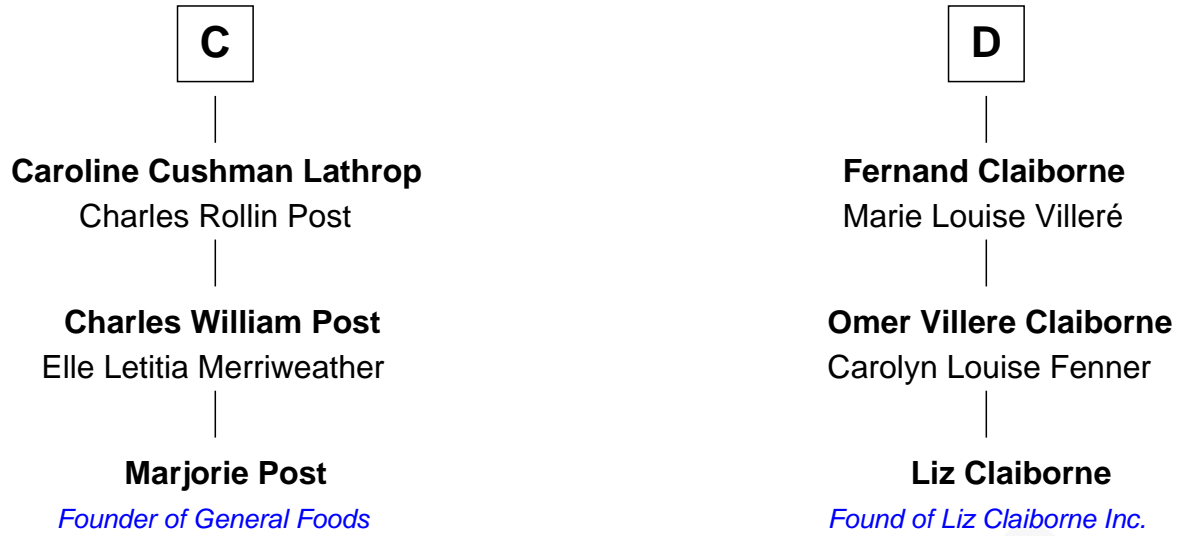 C
Caroline Cushman Lathrop
Charles Rollin Post
Charles William Post
Elle Letitia Merriweather
Marjorie Post
Founder of General Foods
D
Fernand Claiborne
Marie Louise Villeré
Omer Villere Claiborne
Carolyn Louise Fenner
Liz Claiborne
Found of Liz Claiborne Inc.